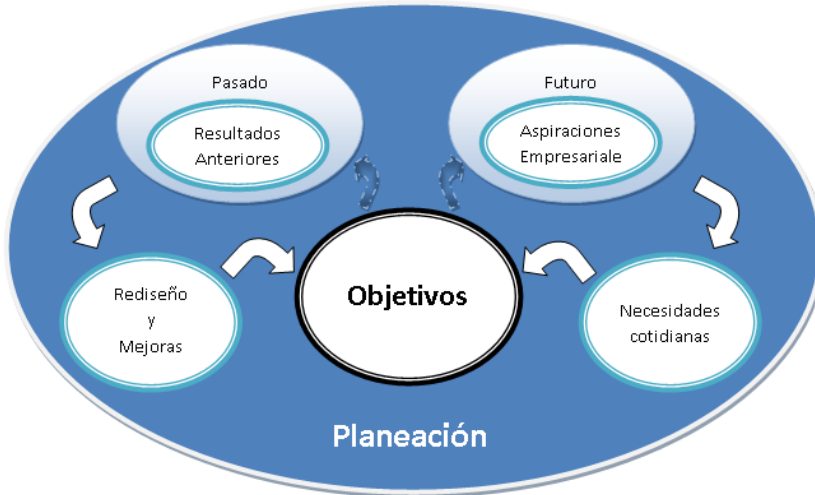 Pasado
Resultados
Anteriores
Futuro
Aspiraciones
Empresariale
Rediseño
y
Mejoras
Objetivos
Necesidades
cotidianas
Planeación